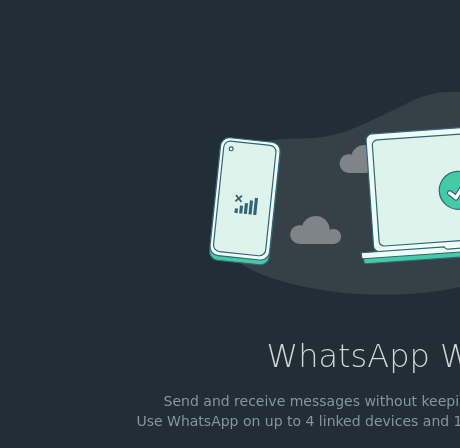 WhatsApp W
Send and receive messages without keepi
Use WhatsApp on up to 4 linked devices and 1